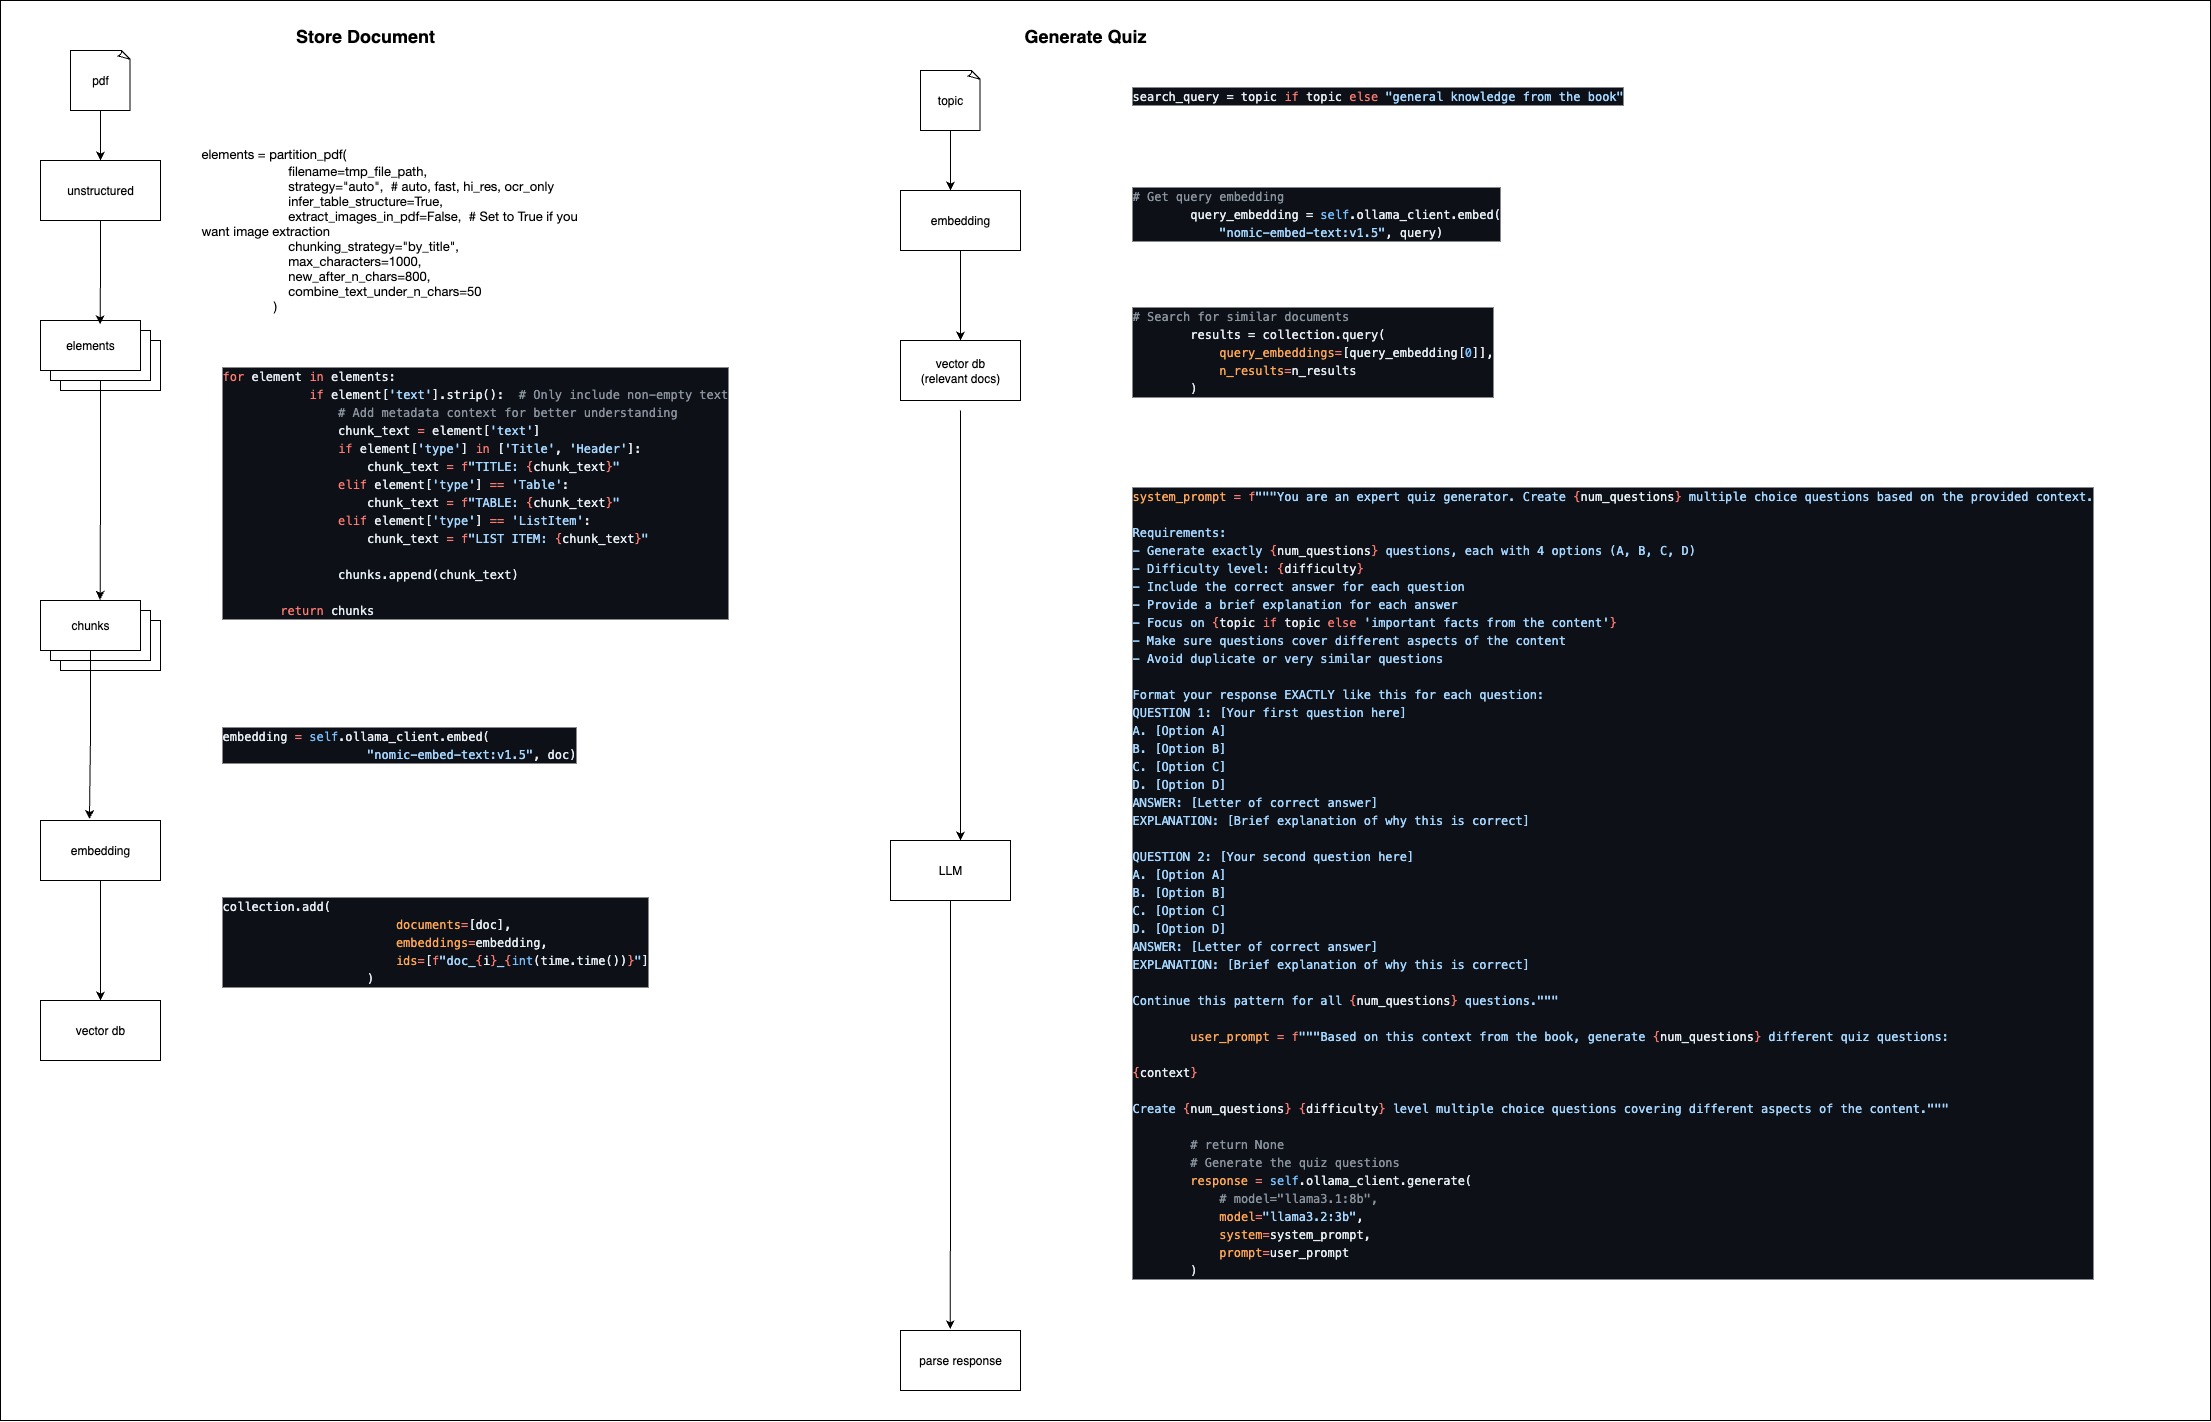 Store Document
pdf
unstructured
elements = partition_pdf(
filename=tmp_file_path,
strategy="auto",  # auto, fast, hi_res, ocr_only
infer_table_structure=True,
extract_images_in_pdf=False,  # Set to True if you
want image extraction
chunking_strategy="by_title",
max_characters=1000,
new_after_n_chars=800,
combine_text_under_n_chars=50
)
elements
for element in elements:
if element['text'].strip():  # Only include non-empty text
# Add metadata context for better understanding
chunk_text = element['text']
if element['type'] in ['Title', 'Header']:
chunk_text = f"TITLE: {chunk_text}"
elif element['type'] == 'Table':
chunk_text = f"TABLE: {chunk_text}"
elif element['type'] == 'ListItem':
chunk_text = f"LIST ITEM: {chunk_text}"
chunks.append(chunk_text)
return chunks
chunks
embedding = self.ollama_client.embed(
"nomic-embed-text:v1.5", doc)
embedding
collection.add(
documents=[doc],
embeddings=embedding,
ids=[f"doc_{i}_{int(time.time())}"]
)
vector db
Generate Quiz
topic
search_query = topic if topic else "general knowledge from the book"
embedding
# Get query embedding
query_embedding = self.ollama_client.embed(
"nomic-embed-text:v1.5", query)
vector db
(relevant docs)
# Search for similar documents
results = collection.query(
query_embeddings=[query_embedding[0]],
n_results=n_results
)
LLM
system_prompt = f"""You are an expert quiz generator. Create {num_questions} multiple choice questions based on the provided context.
Requirements:
- Generate exactly {num_questions} questions, each with 4 options (A, B, C, D)
- Difficulty level: {difficulty}
- Include the correct answer for each question
- Provide a brief explanation for each answer
- Focus on {topic if topic else 'important facts from the content'}
- Make sure questions cover different aspects of the content
- Avoid duplicate or very similar questions
Format your response EXACTLY like this for each question:
QUESTION 1: [Your first question here]
A. [Option A]
B. [Option B]
C. [Option C]
D. [Option D]
ANSWER: [Letter of correct answer]
EXPLANATION: [Brief explanation of why this is correct]
QUESTION 2: [Your second question here]
A. [Option A]
B. [Option B]
C. [Option C]
D. [Option D]
ANSWER: [Letter of correct answer]
EXPLANATION: [Brief explanation of why this is correct]
Continue this pattern for all {num_questions} questions."""
user_prompt = f"""Based on this context from the book, generate {num_questions} different quiz questions:
{context}
Create {num_questions} {difficulty} level multiple choice questions covering different aspects of the content."""
# return None
# Generate the quiz questions
response = self.ollama_client.generate(
# model="llama3.1:8b",
model="llama3.2:3b",
system=system_prompt,
prompt=user_prompt
)
parse response